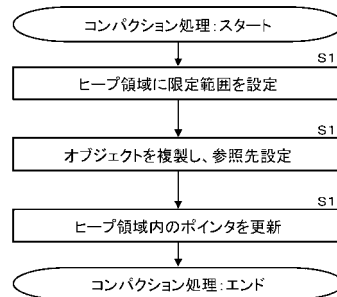 コンパクション処理:スタート
S1
ヒープ領域に限定範囲を設定
S1
オブジェクトを複製し、参照先設定
S1
ヒープ領域内のポインタを更新
コンパクション処理:エンド